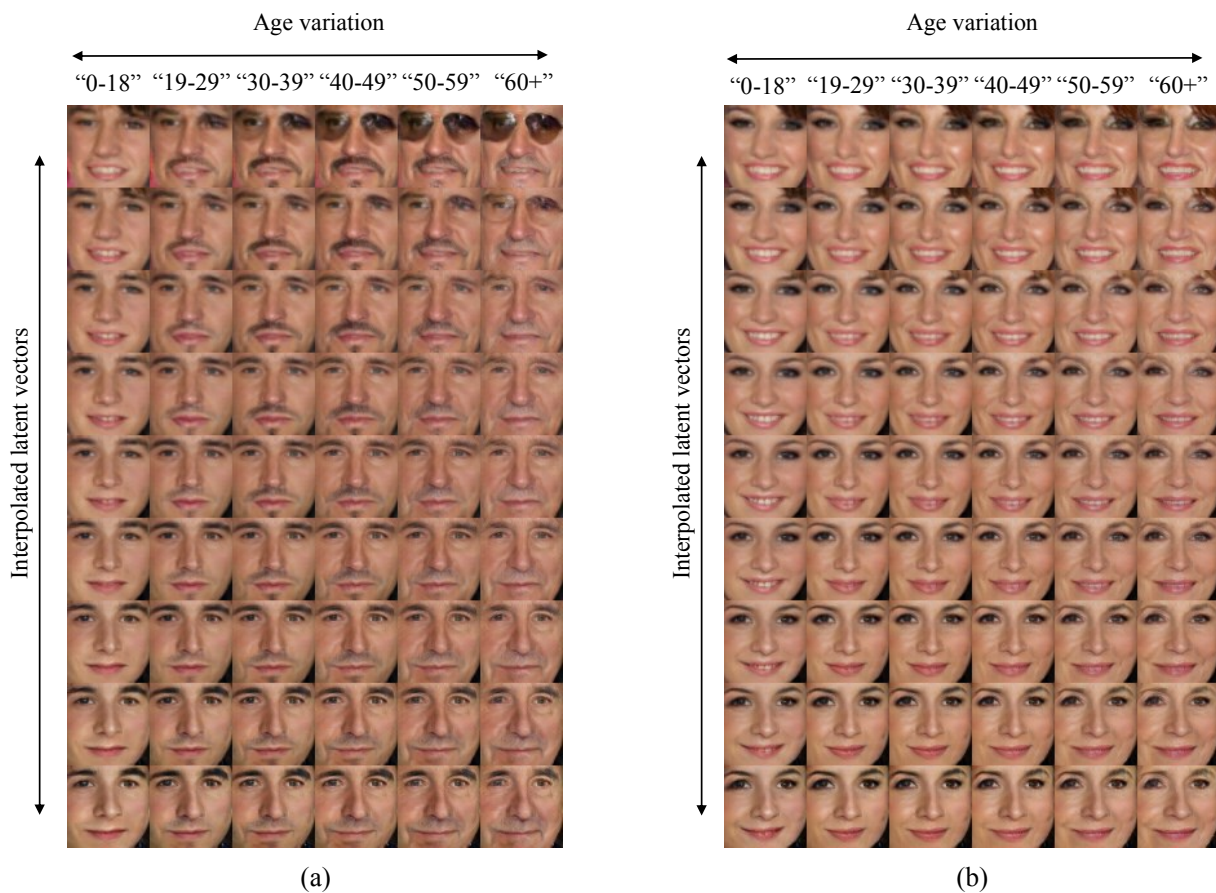 Age variation
“0-18” “19-29” “30-39” “40-49” “50-59” “60+”
Interpolated latent vectors
(a)
Age variation
“0-18” “19-29” “30-39” “40-49” “50-59” “60+”
Interpolated latent vectors
(b)